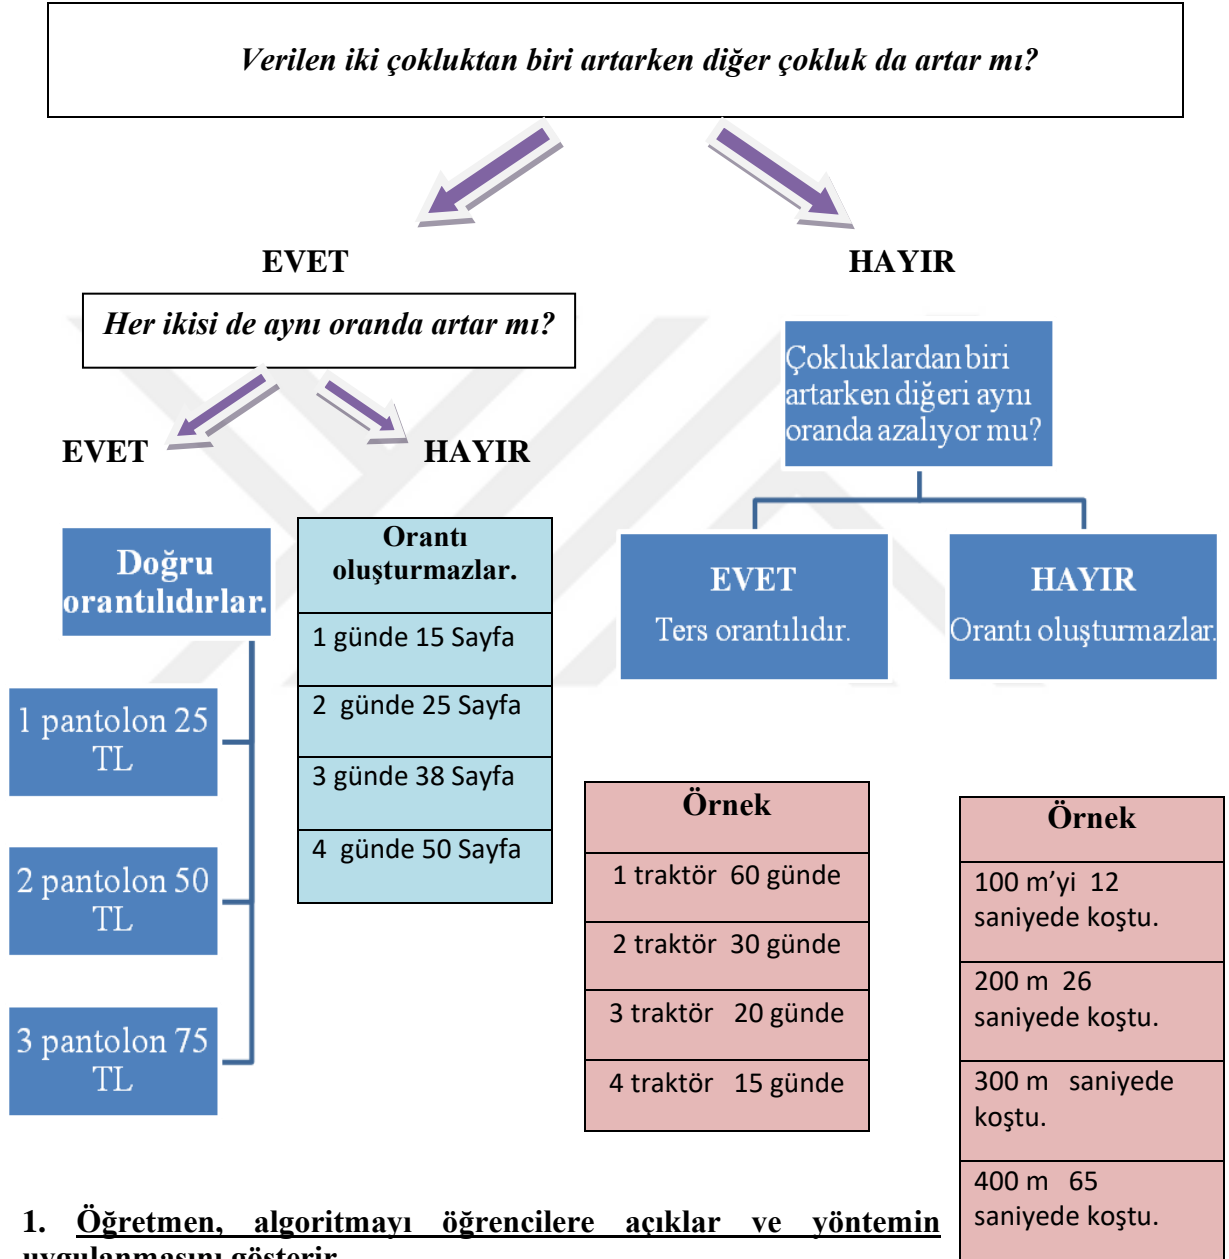 Verilen iki çokluktan biri artarken diğer çokluk da artar mı?
EVET
HAYIR
Her ikisi de aynı oranda artar mı?
EVET
HAYIR
Doğru
orantılıdırlar.
1 pantolon 25
TL
2 pantolon 50
TL
3 pantolon 75
TL
Orantı
oluşturmazlar.
1 günde 15 Sayfa
2 günde 25 Sayfa
3 günde 38 Sayfa
4 günde 50 Sayfa
Çokluklardan biri
artarken diğeri aynı
oranda azalıyor mu?
EVET
Ters orantılıdır.
HAYIR
Orantı oluşturmazlar.
Örnek
1 traktör 60 günde
2 traktör 30 günde
3 traktör 20 günde
4 traktör 15 günde
Örnek
100 m’yi 12
saniyede koştu.
200 m 26
saniyede koştu.
300 m saniyede
koştu.
400 m 65
saniyede koştu.
1. Öğretmen, algoritmayı öğrencilere açıklar ve yöntemin
uygulanmasını gösterir